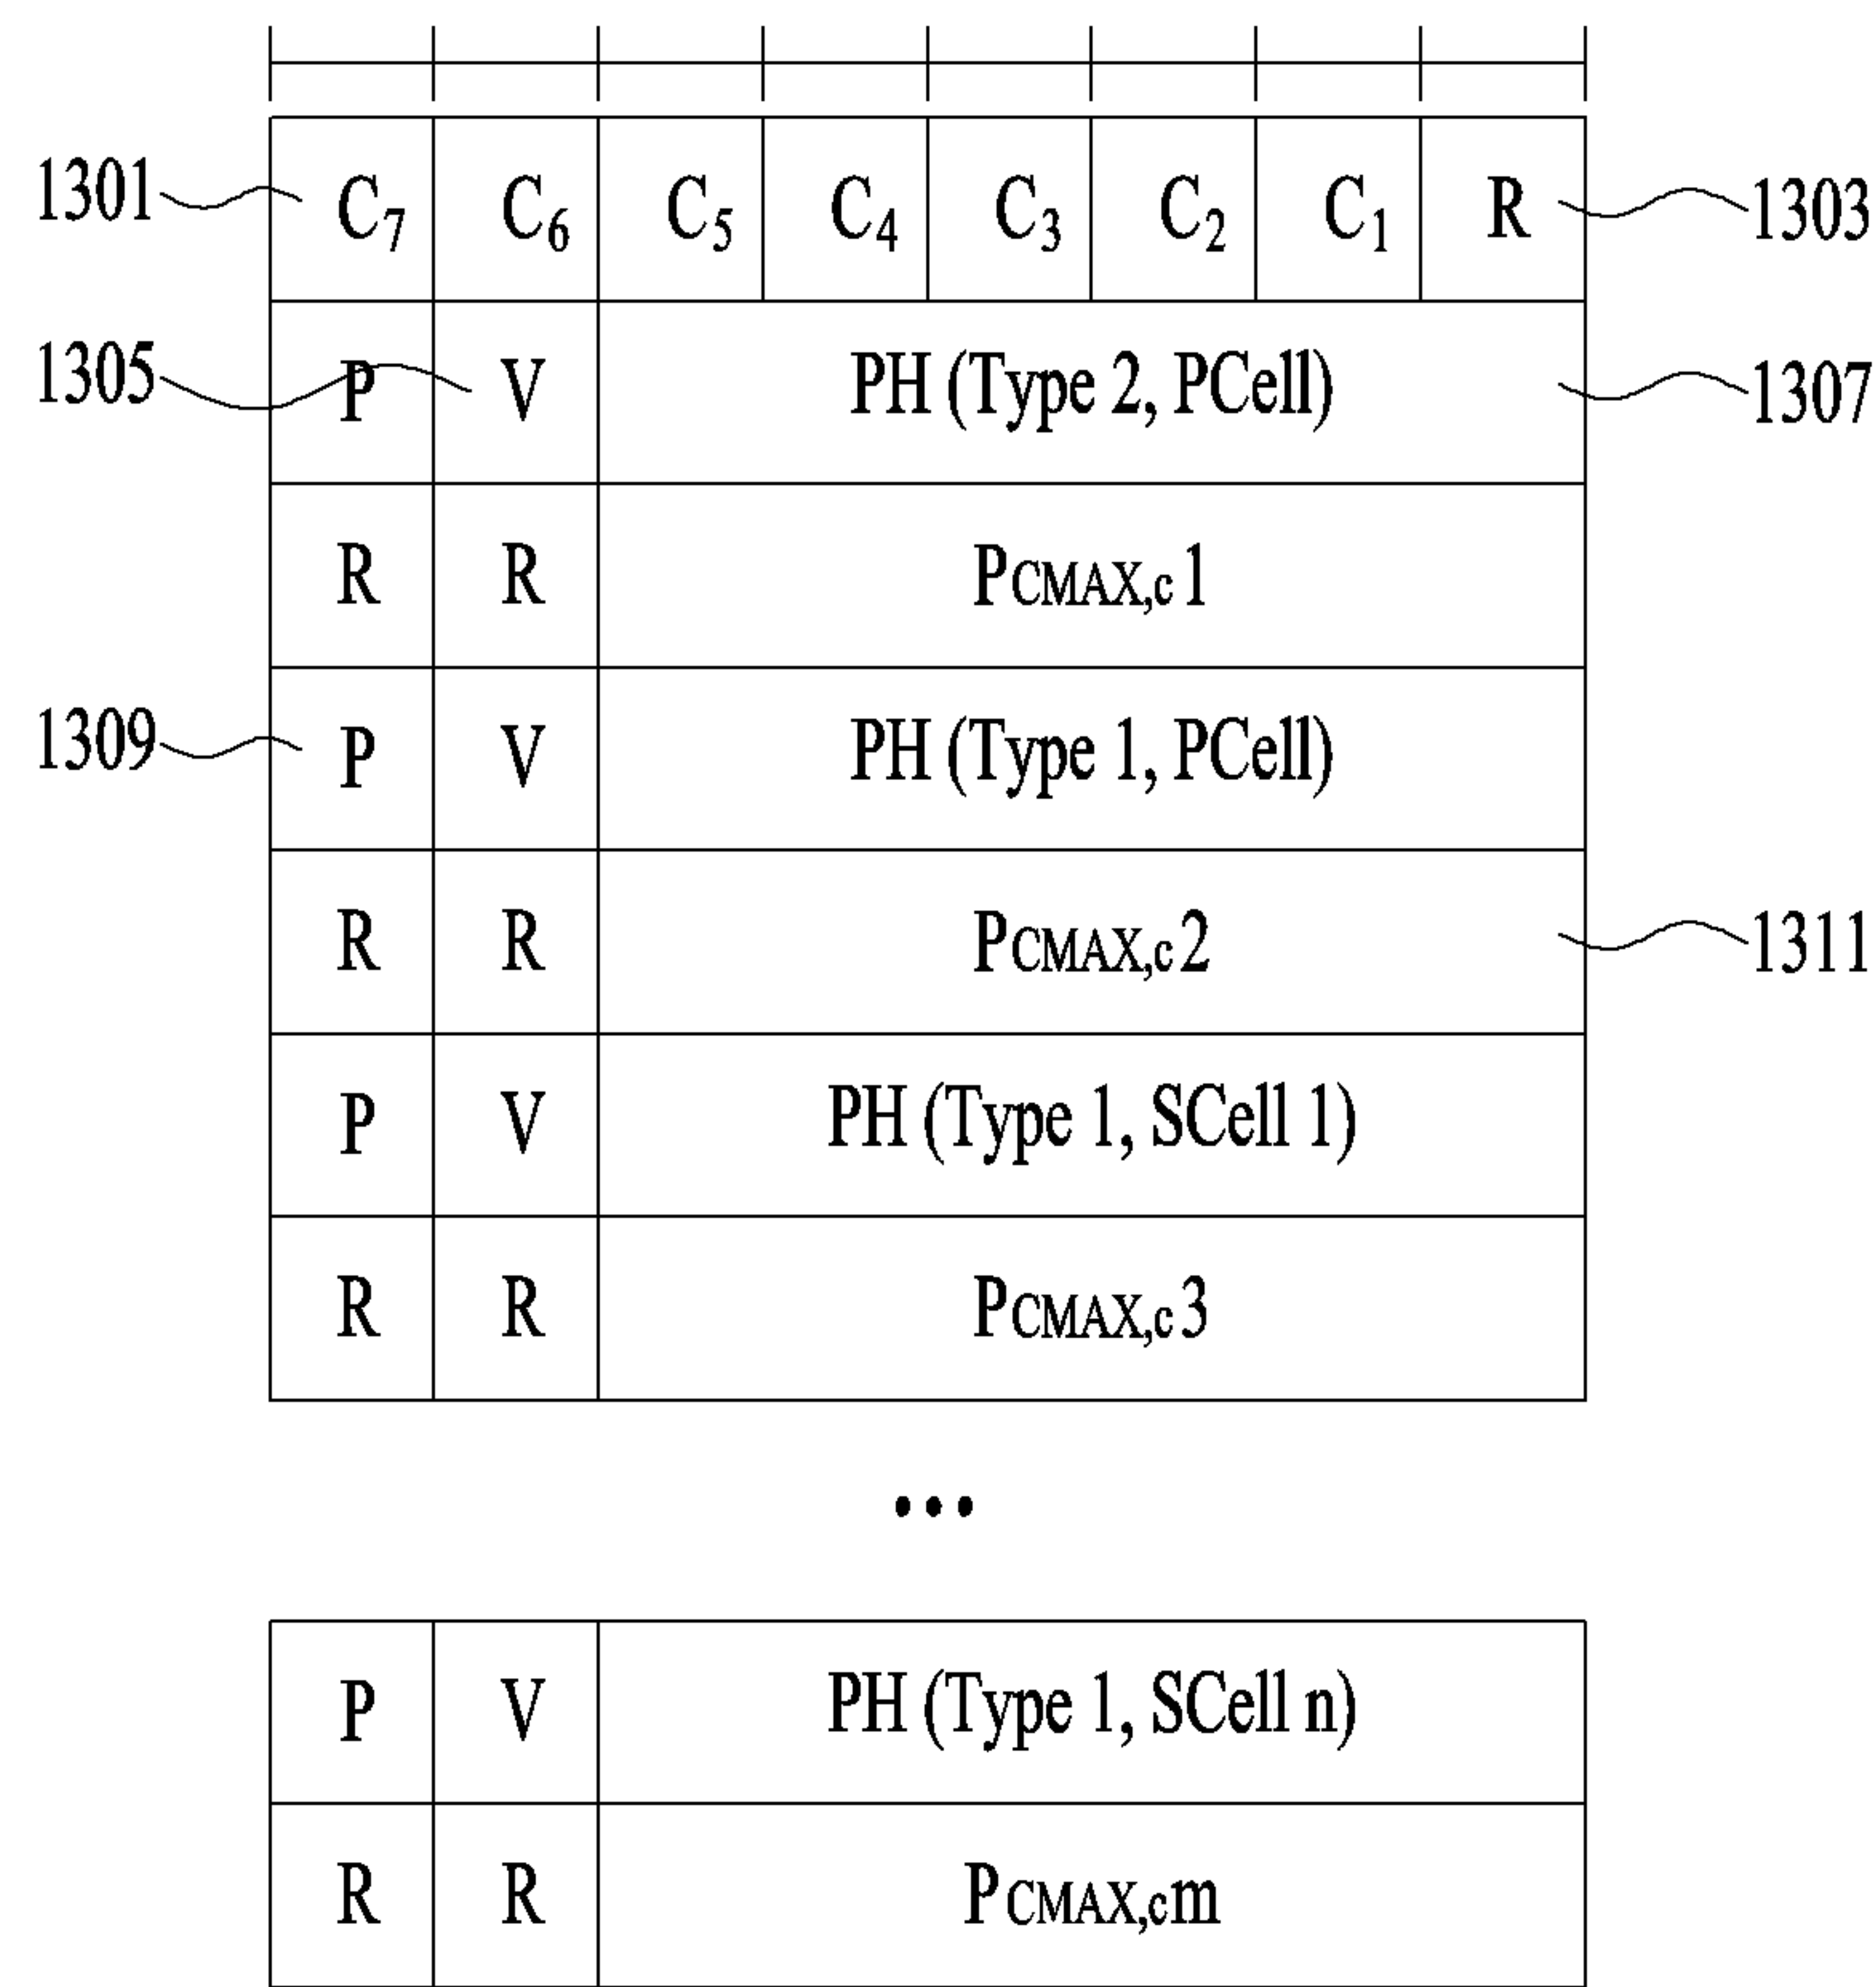 1301 C7 C6 C5 C4 C3 C2 C1 R 1303
1305 P V PH (Type 2, PCell) 1307
R R PCMAX,c 1
1309 P V PH (Type 1, PCell)
R R PCMAX,c 2 1311
P V PH (Type 1, SCell 1)
R R PCMAX,c 3
•••
P V PH (Type 1, SCell n)
R R PCMAX,c m